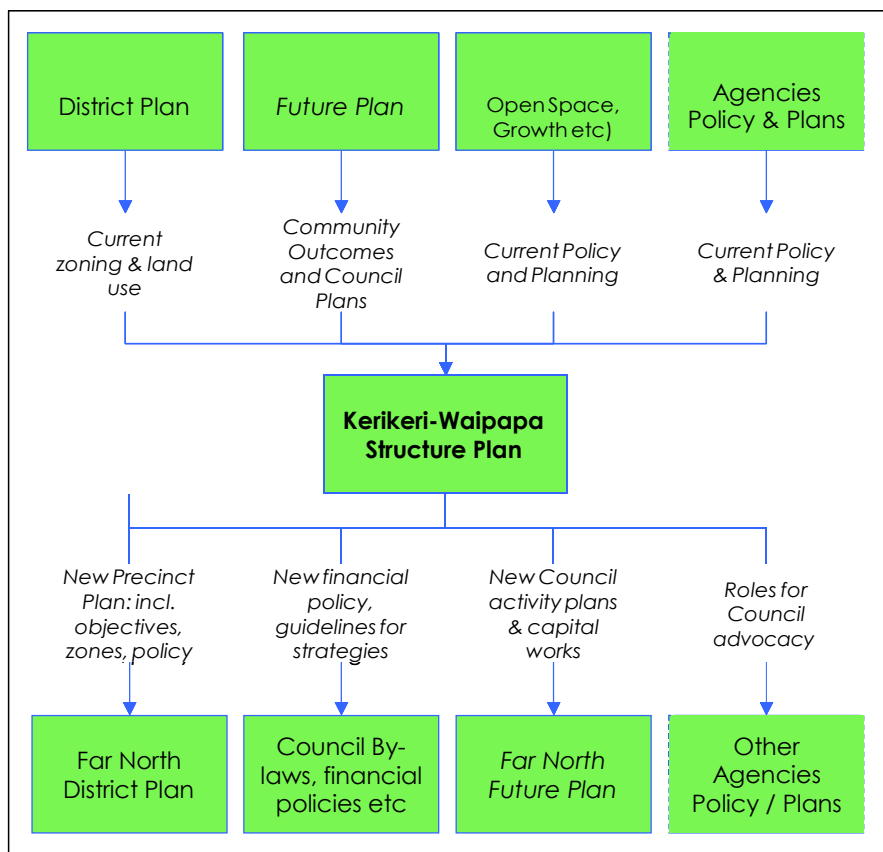 District Plan
Future Plan
Open Space,
Growth etc)
Agencies
Policy & Plans
Current
zoning & land
use
Community
Outcomes
and Council
Plans
Current Policy
and Planning
Current Policy
& Planning
Kerikeri-Waipapa
Structure Plan
New Precinct
Plan: incl.
objectives,
zones, policy
New financial
policy,
guidelines for
strategies
New Council
activity plans
& capital
works
Roles for
Council
advocacy
Far North
District Plan
Council By-
laws, financial
policies etc
Far North
Future Plan
Other
Agencies
Policy / Plans